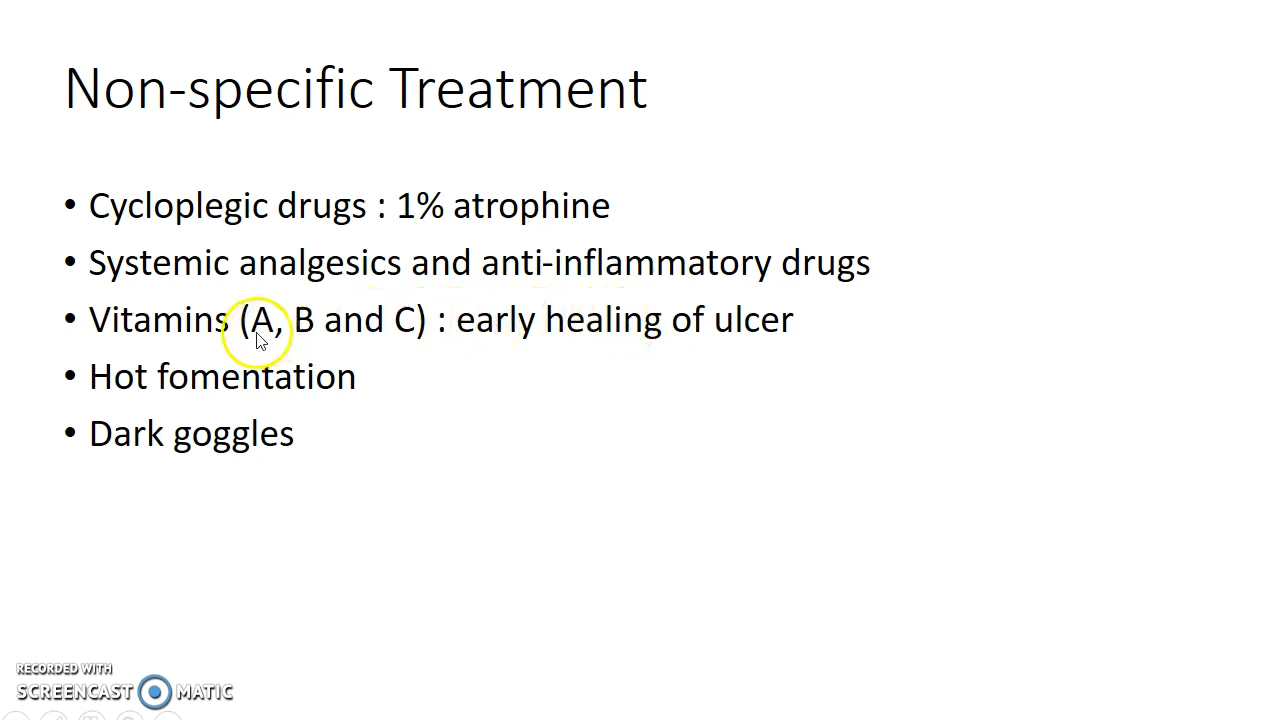 Non-specific Treatment
• Cycloplegic drugs : 1% atrophine
• Systemic analgesics and anti-inflammatory drugs
• Vitamins (A, B and C) : early healing of ulcer
• Hot fomentation
• Dark goggles
RECORDED WITH
SCREENCAST MATIC